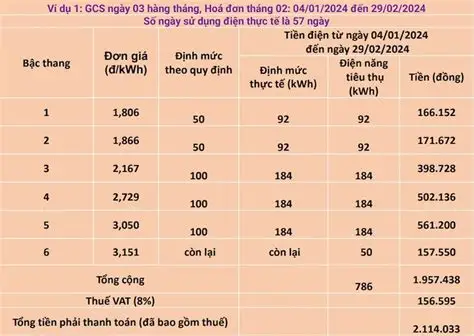 Ví dụ 1: GCS ngày 03 hàng tháng, Hoá đơn tháng 02: 04/01/2024 đến 29/02/2024
Số ngày sử dụng điện thực tế là 57 ngày
Bậc thang Đơn giá (đ/kWh) Định mức theo quy định Tiền điện từ ngày 04/01/2024 đến ngày 29/02/2024
Định mức thực tế (kWh) Điện năng tiêu thụ (kWh) Tiền (đồng)
1 1,806 50 92 92 166.152
2 1,866 50 92 92 171.672
3 2,167 100 184 184 398.728
4 2,729 100 184 184 502.136
5 3,050 100 184 184 561.200
6 3,151 còn lại còn lại 50 157.550
Tổng cộng 786 1.957.438
Thuế VAT (8%) 156.595
Tổng tiền phải thanh toán (đã bao gồm thuế) 2.114.033